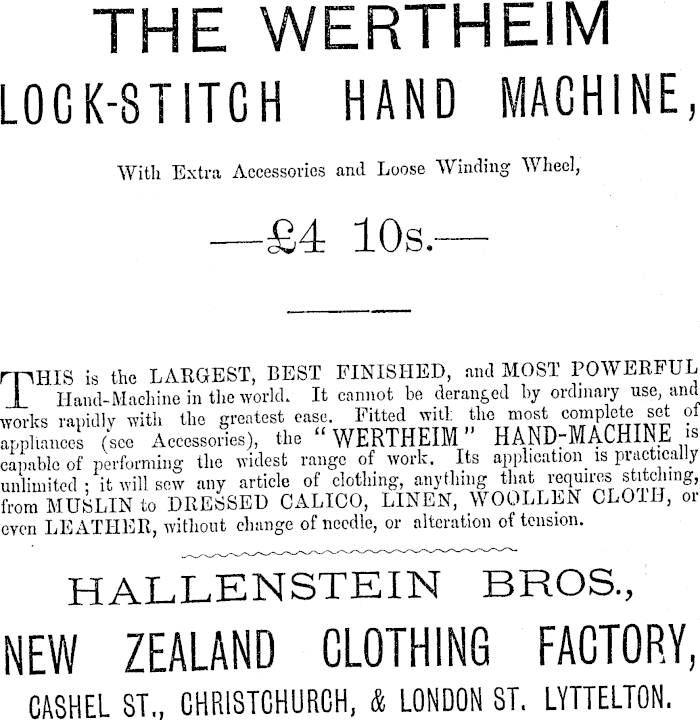 THE WERTHEIM
LOCK-STITCH HAND MACHINE,
With Extra Accessories and Loose Winding Wheel,
—£4 10s.—
THIS is the LARGEST, BEST FINISHED, and MOST POWERFUL
Hand-Machine in the world. It cannot be deranged by ordinary use, and
works rapidly with the greatest ease. Fitted with the most complete set of
appliances (see Accessories), the "WERTHEIM" HAND-MACHINE is
capable of performing the widest range of work. Its application is practically
unlimited ; it will sew any article of clothing, anything that requires stitching,
from MUSLIN to DRESSED CALICO, LINEN, WOOLLEN CLOTH, or
even LEATHER, without change of needle, or alteration of tension.
HALLENSTEIN BROS.,
NEW ZEALAND CLOTHING FACTORY,
CASHEL ST., CHRISTCHURCH, & LONDON ST. LYTTELTON.